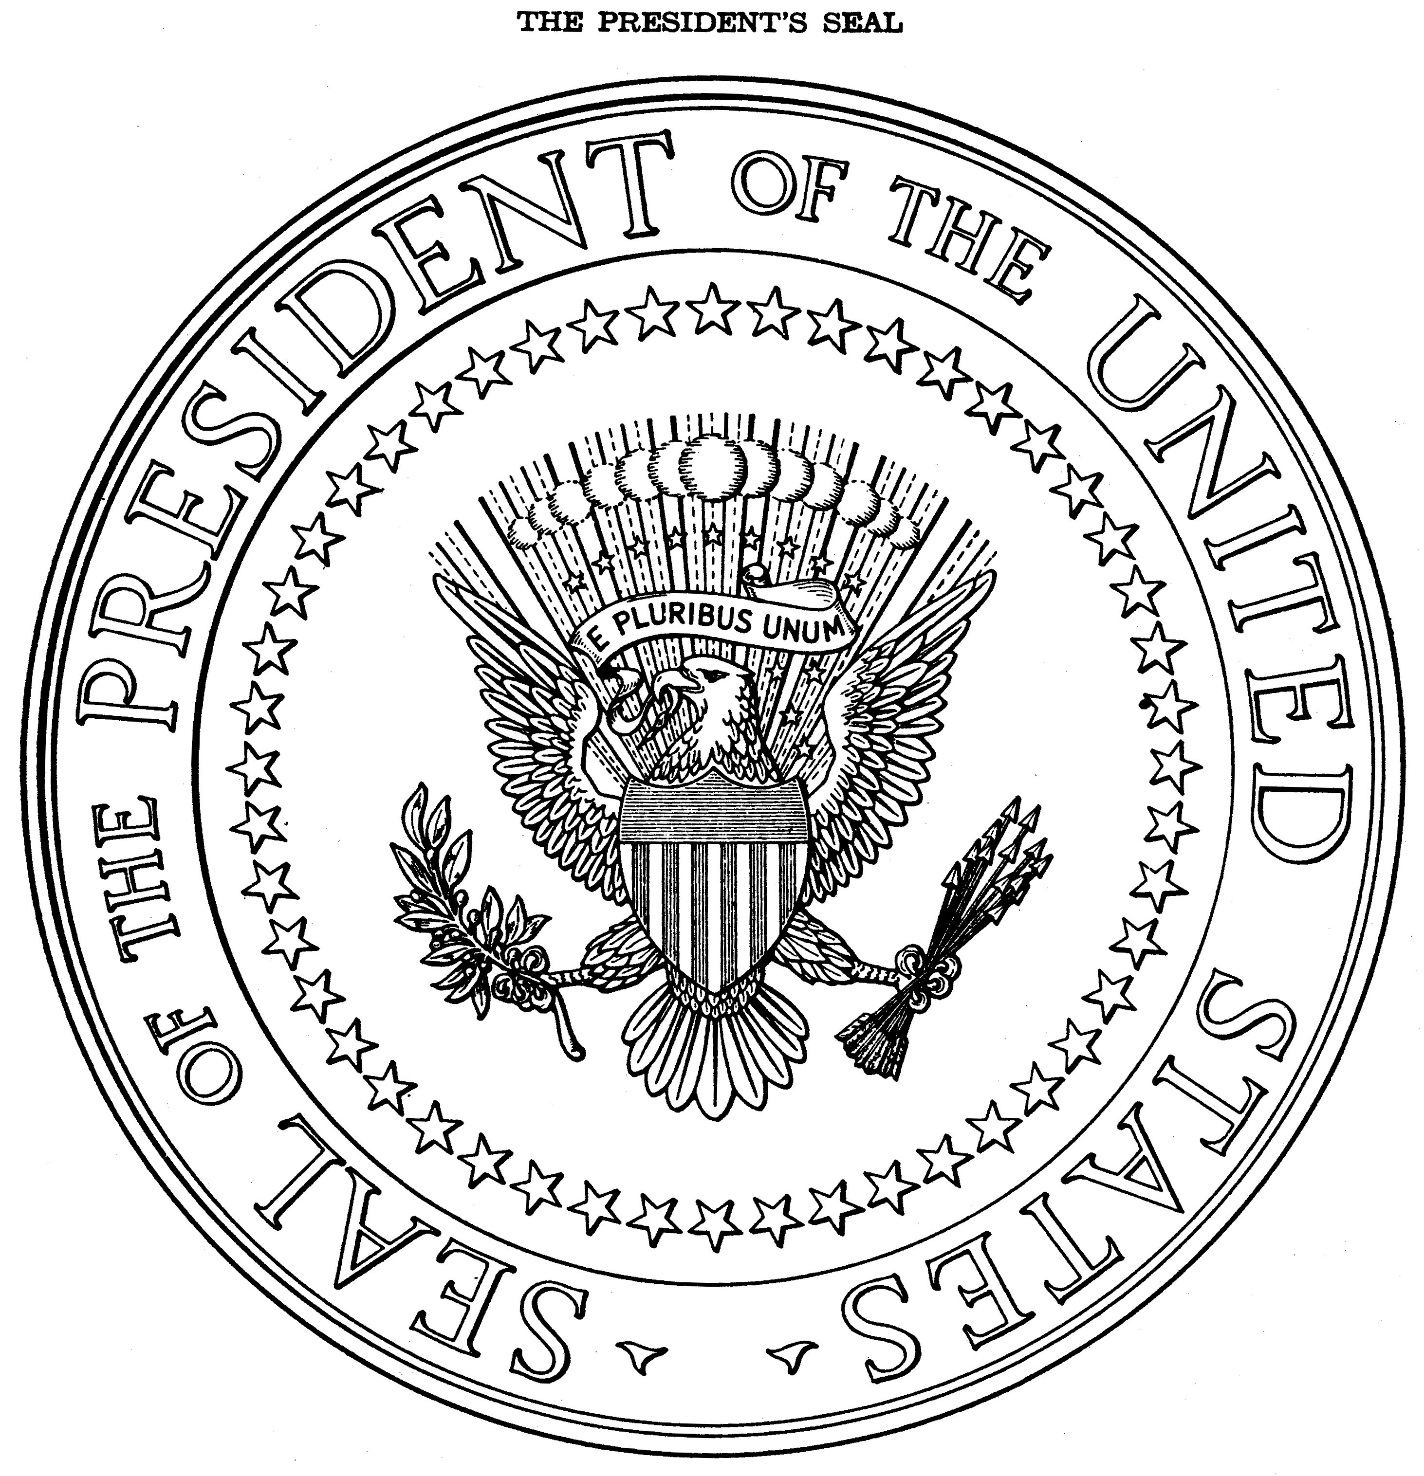 THE PRESIDENT'S SEAL
SEAL OF THE PRESIDENT OF THE UNITED STATES
E PLURIBUS UNUM